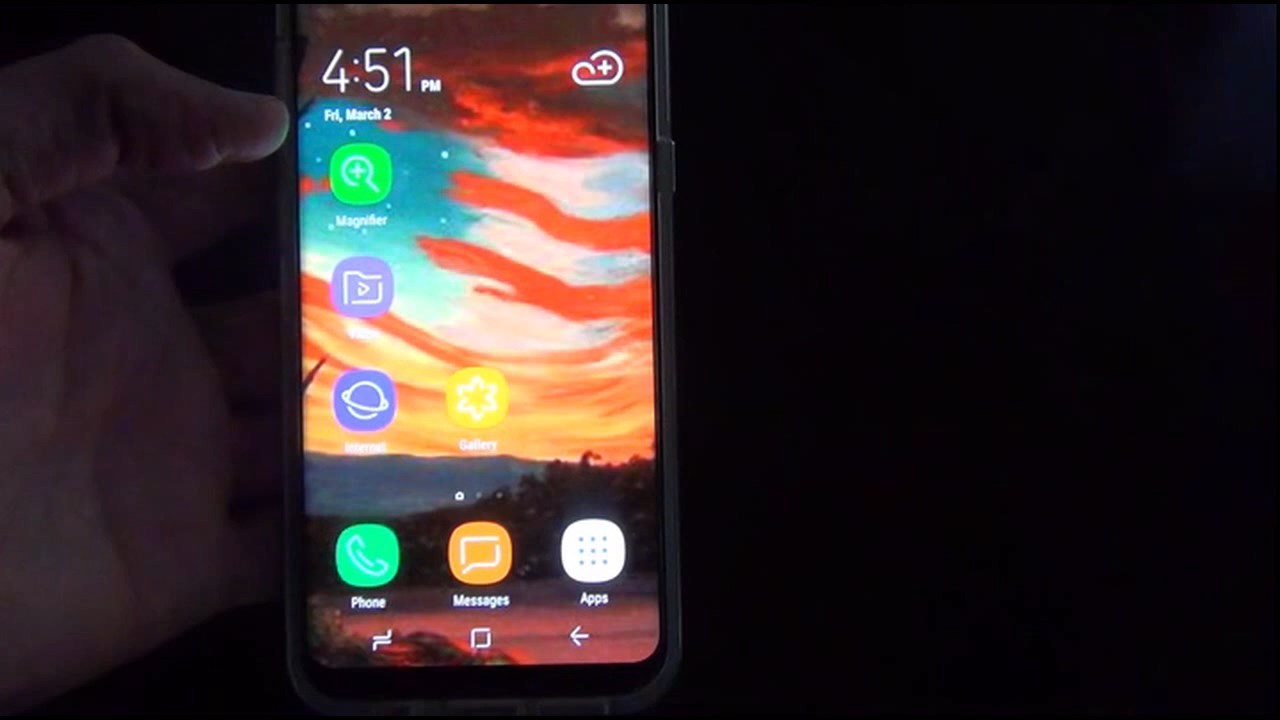 4:51 PM
Fri, March 2
Magnifier
Internet
Gallery
Phone
Messages
Apps